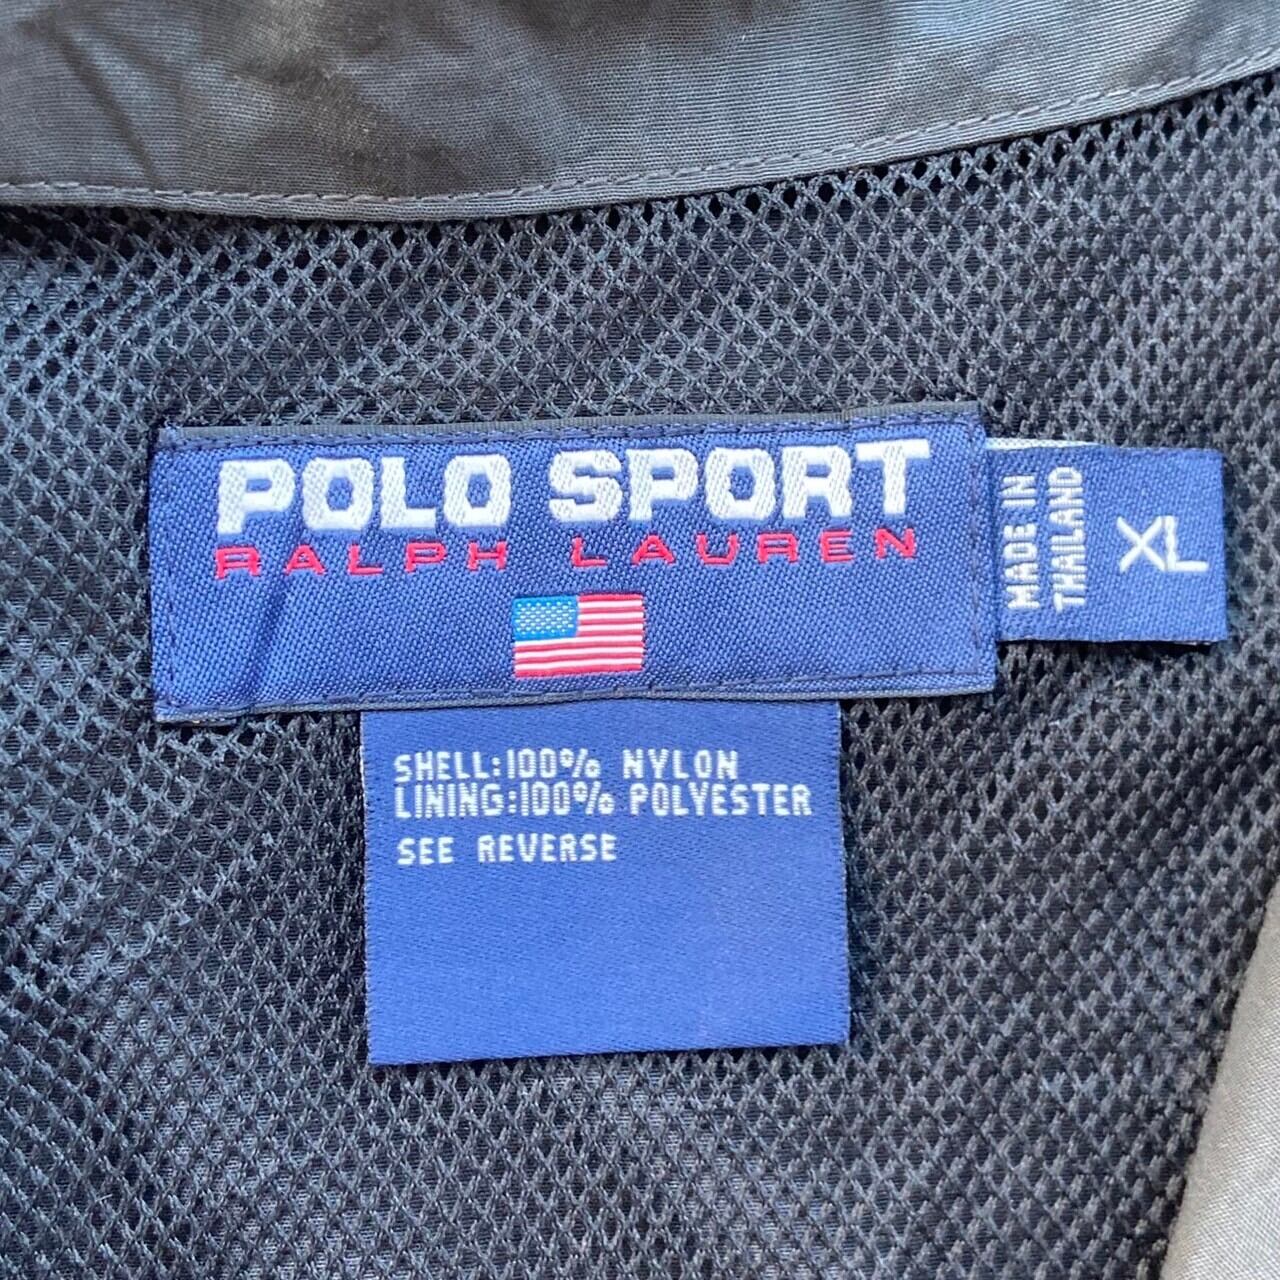 POLO SPORT
RALPH LAUREN
MADE IN
THAILAND
XL
SHELL:100% NYLON
LINING:100% POLYESTER
SEE REVERSE